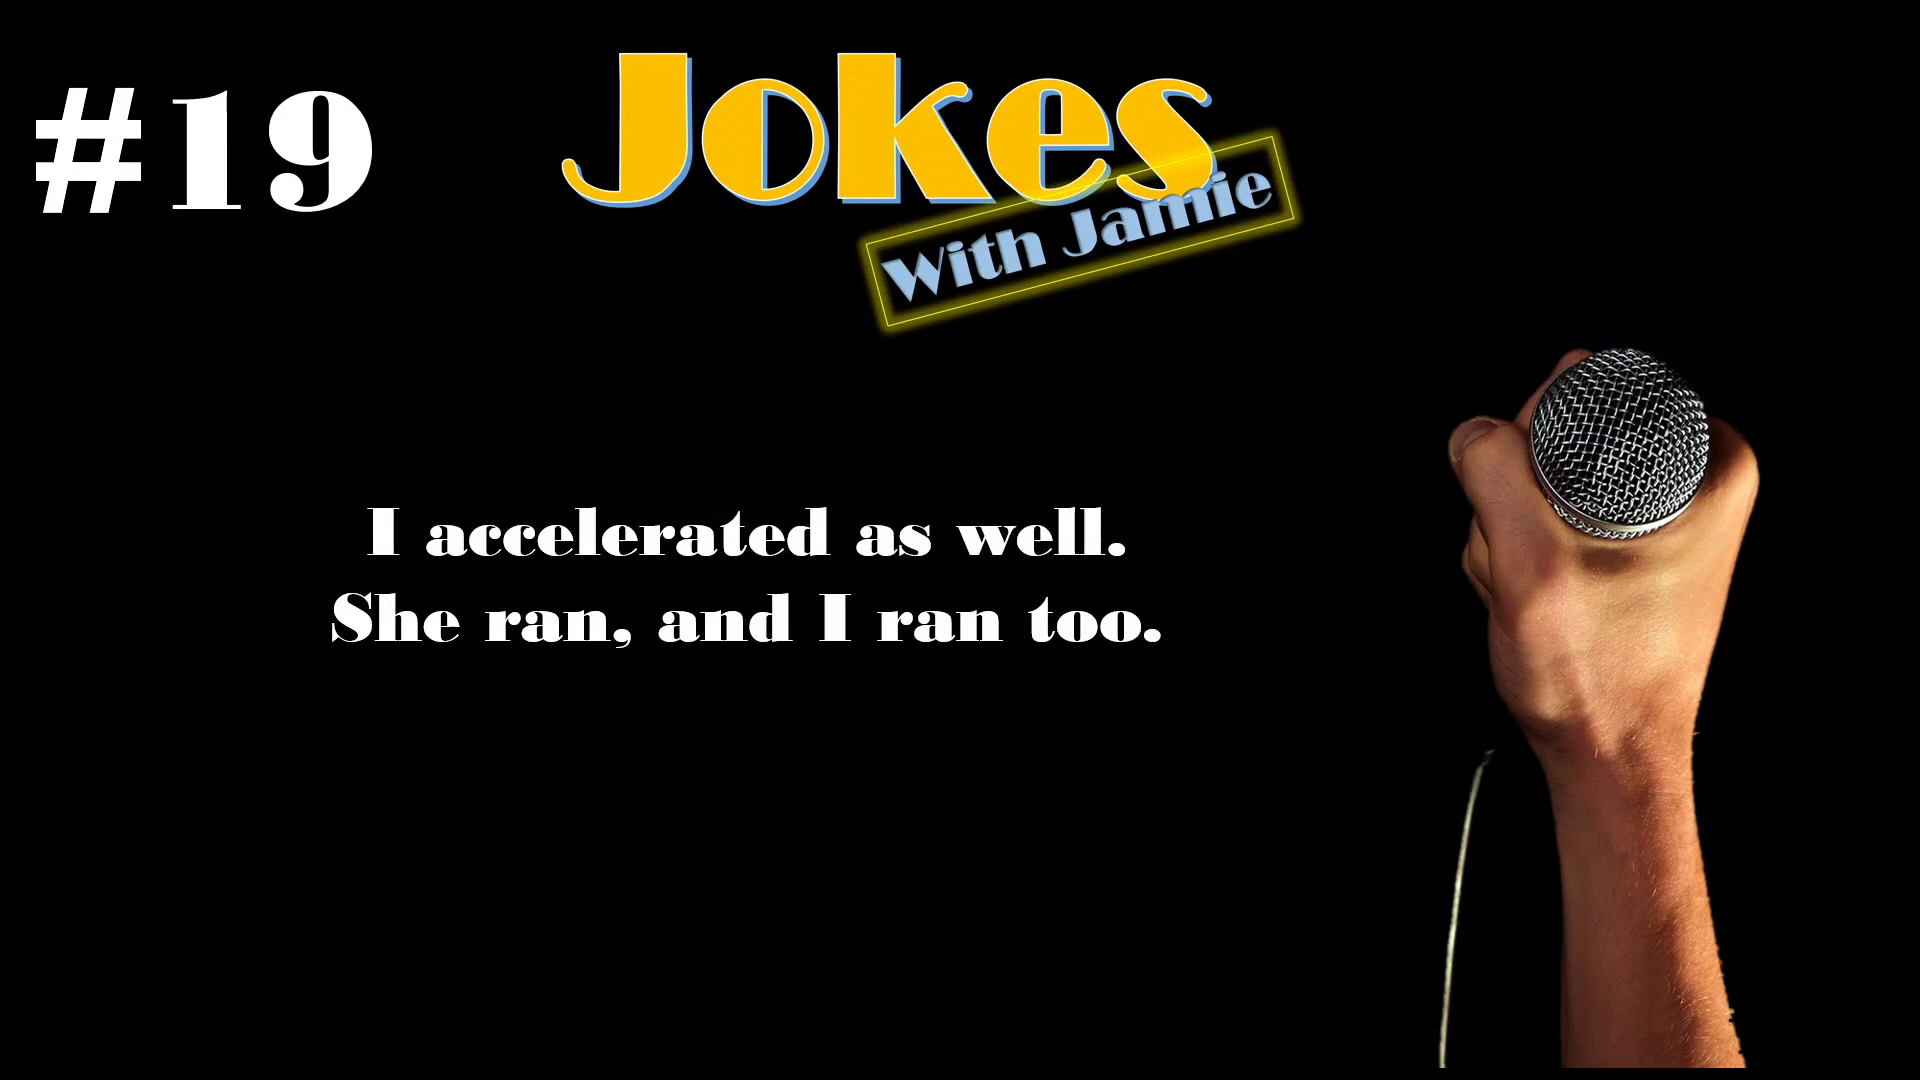 #19
Jokes
With Jamie
I accelerated as well.
She ran, and I ran too.